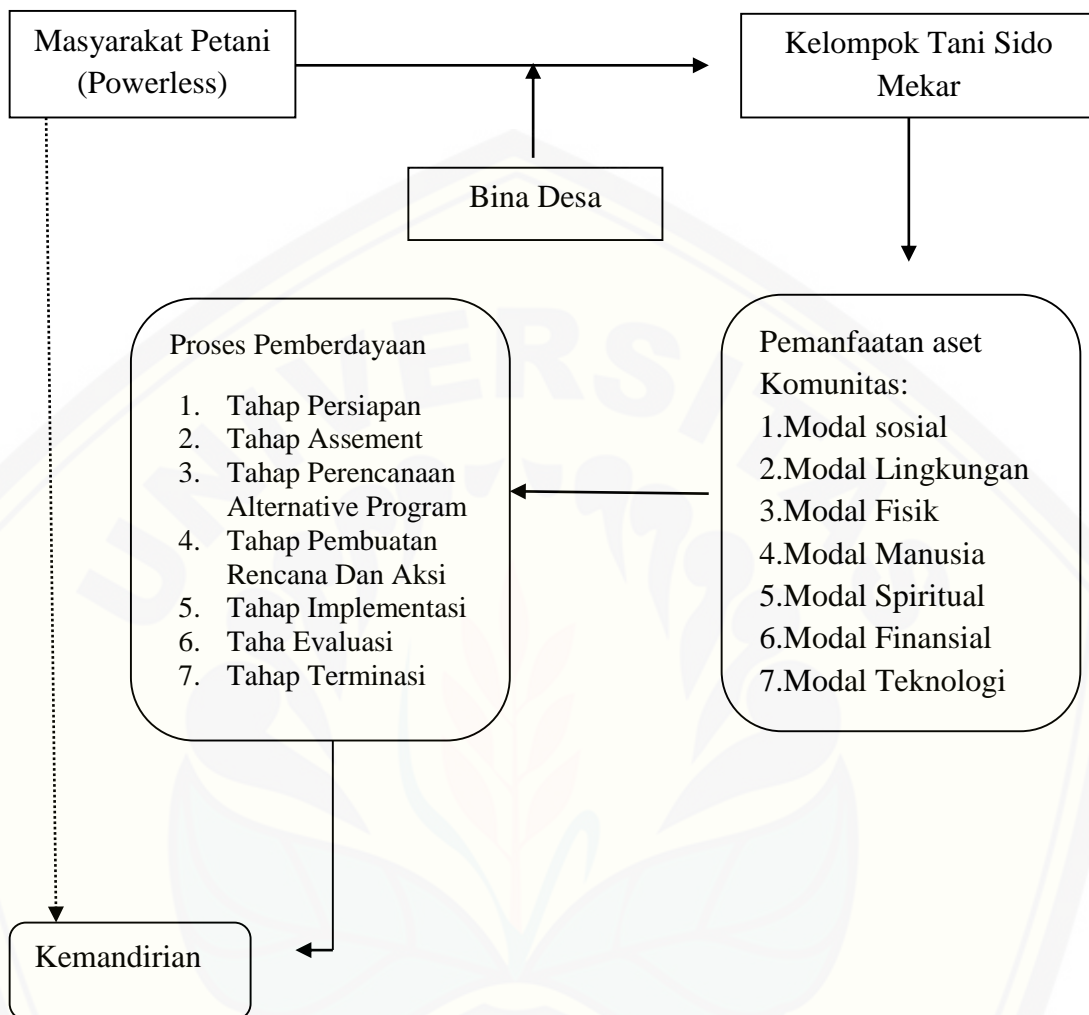 Masyarakat Petani
(Powerless)
Kelompok Tani Sido
Mekar
Bina Desa
Proses Pemberdayaan
1. Tahap Persiapan
2. Tahap Assement
3. Tahap Perencanaan
Alternative Program
4. Tahap Pembuatan
Rencana Dan Aksi
5. Tahap Implementasi
6. Taha Evaluasi
7. Tahap Terminasi
Pemanfaatan aset
Komunitas:
1.Modal sosial
2.Modal Lingkungan
3.Modal Fisik
4.Modal Manusia
5.Modal Spiritual
6.Modal Finansial
7.Modal Teknologi
Kemandirian
UNIVERSITAS